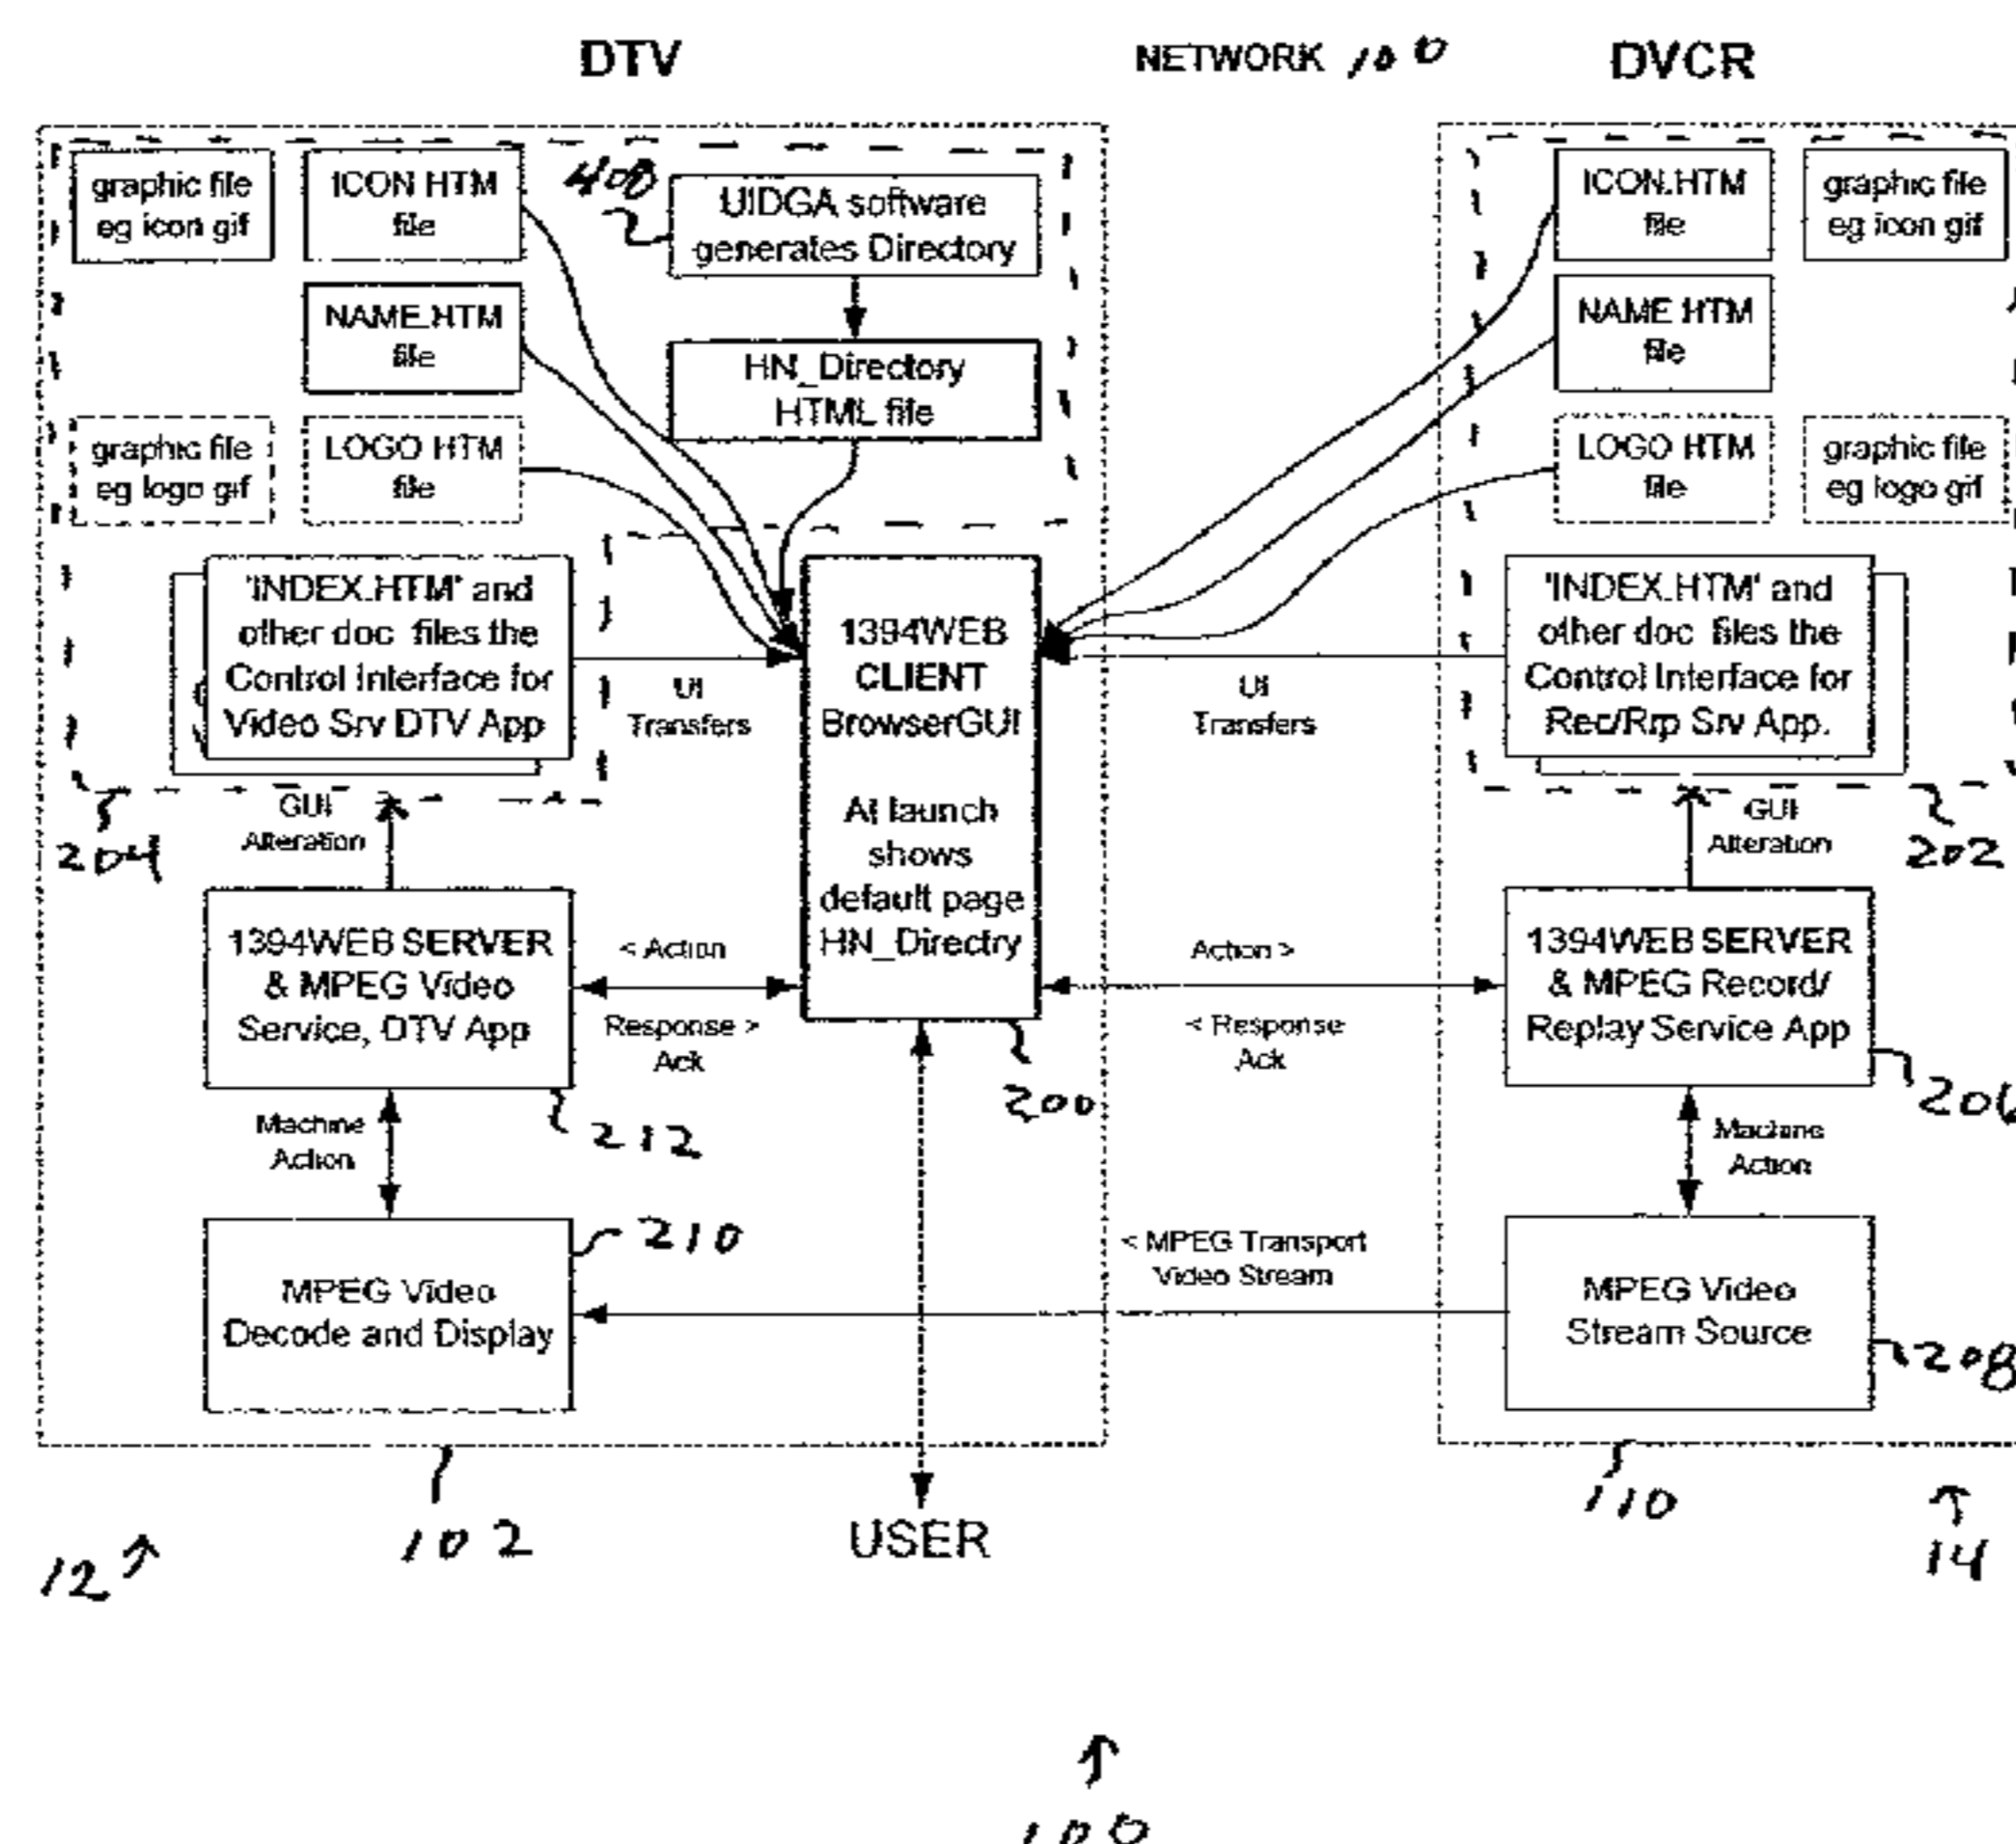 DTV
NETWORK 100
DVCR
graphic file
eg icon gif
ICON HTM
file
400
UIDGA software
generates Directory
NAME.HTM
file
HN_Directory
HTML file
graphic file
eg logo gif
LOGO HTM
file
ICON.HTM
file
graphic file
eg icon gif
NAME HTM
file
LOGO HTM
file
graphic file
eg logo gif
'INDEX.HTM' and
other doc files the
Control Interface for
Video Srv DTV App
UI
Transfers
1394WEB
CLIENT
BrowserGUI
At launch
shows
default page
HN_Directry
UI
Transfers
'INDEX.HTM' and
other doc files the
Control Interface for
Rec/Rrp Srv App.
204
GUI
Alteration
GUI
Alteration
202
1394WEB SERVER
& MPEG Video
Service, DTV App
< Action
Response >
Ack
Action >
< Response
Ack
1394WEB SERVER
& MPEG Record/
Replay Service App
200
206
Machine
Action
212
Machine
Action
210
MPEG Video
Decode and Display
< MPEG Transport
Video Stream
MPEG Video
Stream Source
208
12
102
USER
110
14
100